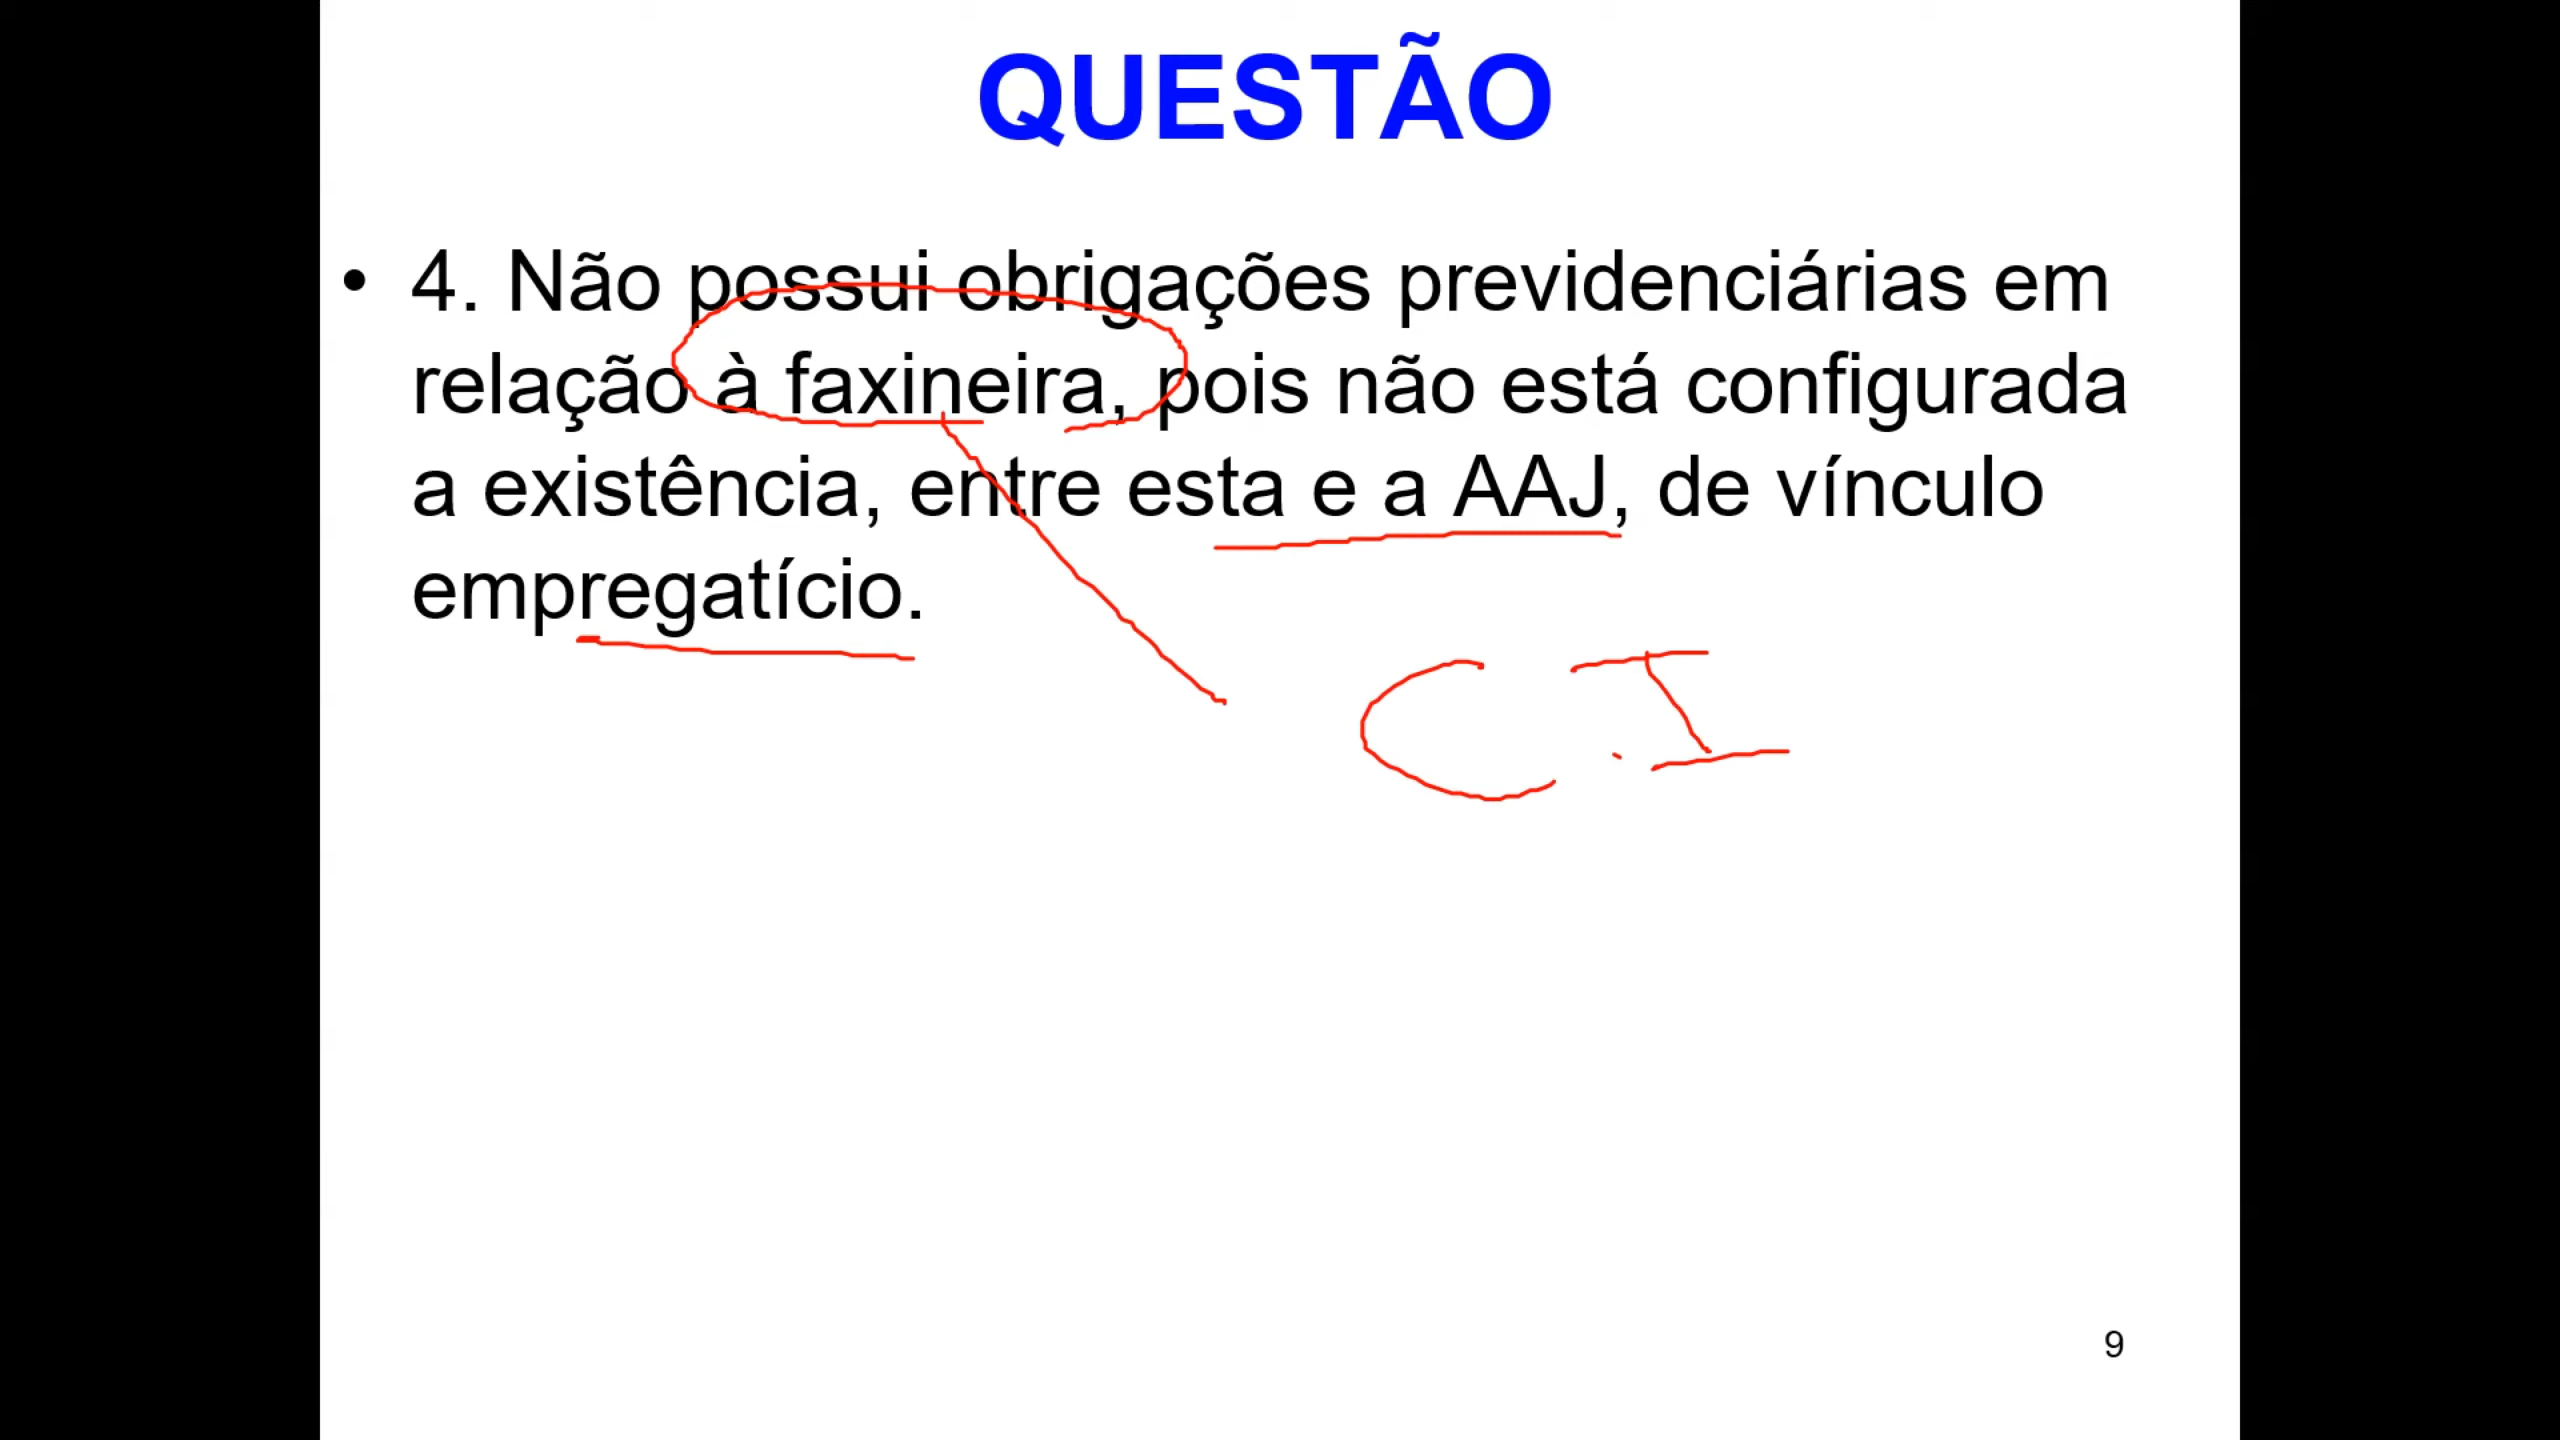 QUESTÃO
• 4. Não possui obrigações previdenciárias em
relação à faxineira, pois não está configurada
a existência, entre esta e a AAJ, de vínculo
empregatício.
C.I
9